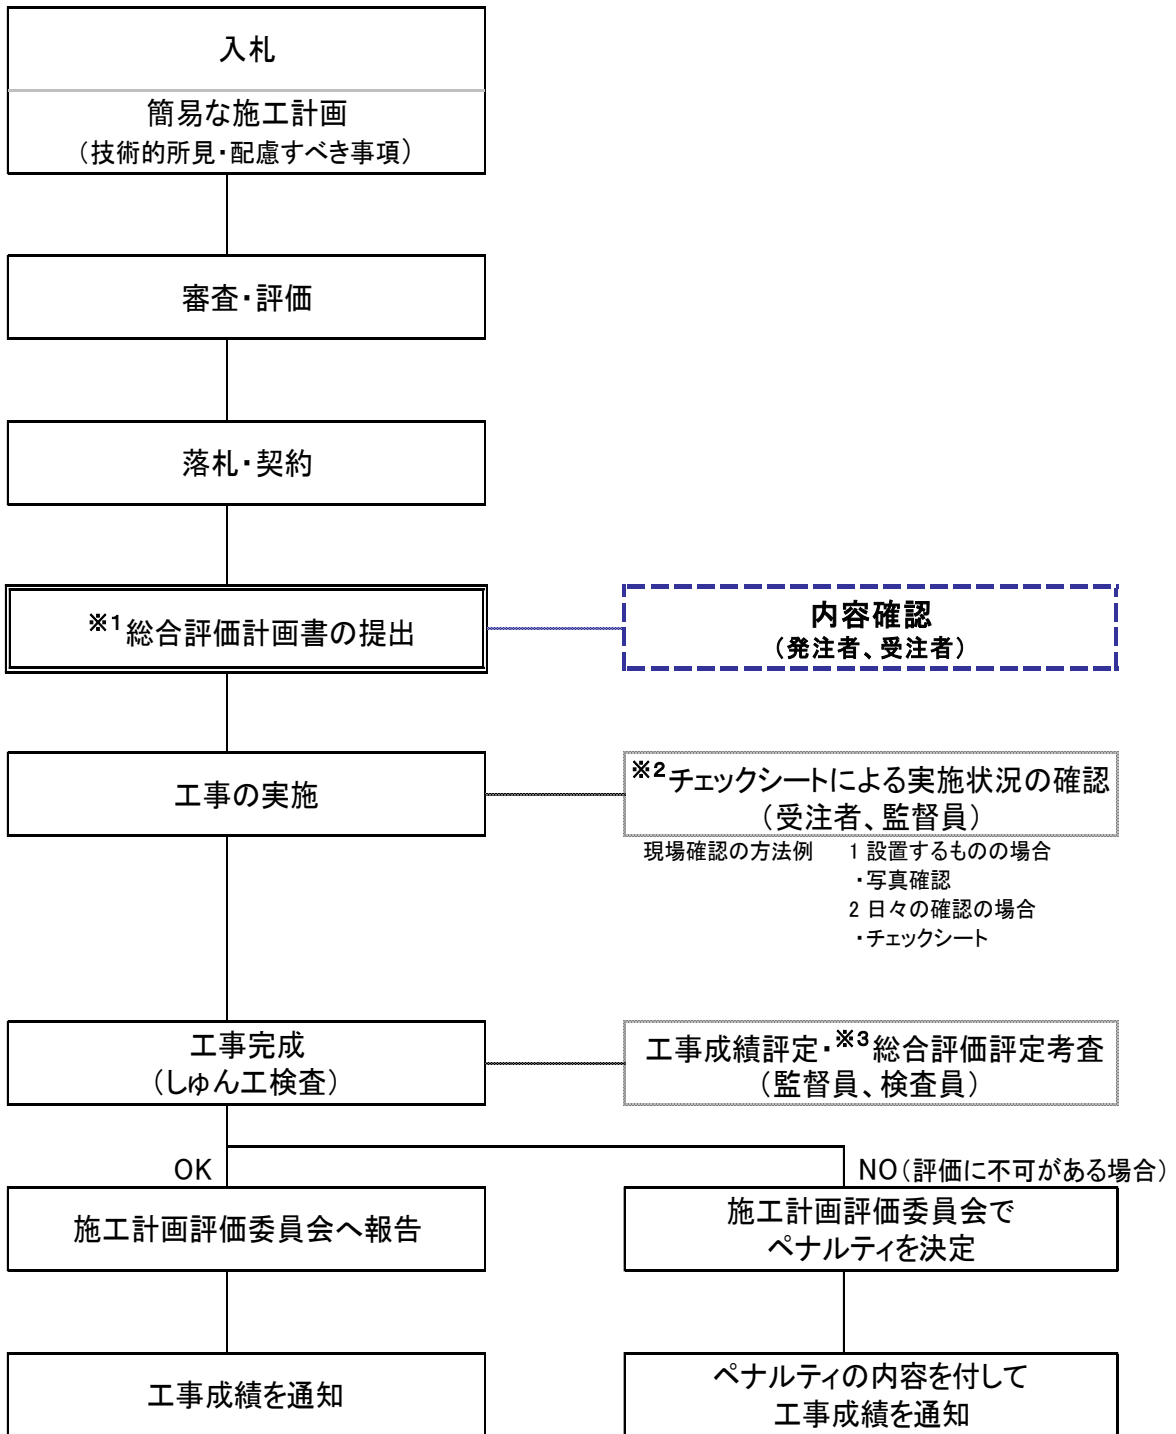 入札
簡易な施工計画
（技術的所見・配慮すべき事項）
審査・評価
落札・契約
※1総合評価計画書の提出
内容確認
（発注者、受注者）
工事の実施
※2チェックシートによる実施状況の確認
（受注者、監督員）
現場確認の方法例 1 設置するものの場合
・写真確認
2 日々の確認の場合
・チェックシート
工事完成
（しゅん工検査）
工事成績評定・※3総合評価評定考査
（監督員、検査員）
OK
NO（評価に不可がある場合）
施工計画評価委員会へ報告
施工計画評価委員会で
ペナルティを決定
工事成績を通知
ペナルティの内容を付して
工事成績を通知